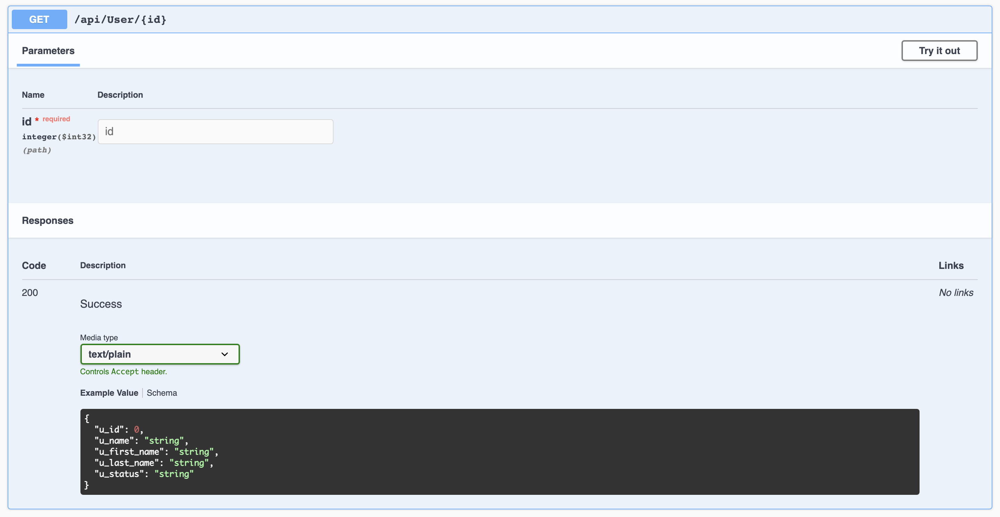 GET /api/User/{id}
Parameters
Try it out
Name Description
id * required
integer($int32)
(path)
id
Responses
Code Description Links
200
Success
No links
Media type
text/plain
Controls Accept header.
Example Value Schema
{
  "u_id": 0,
  "u_name": "string",
  "u_first_name": "string",
  "u_last_name": "string",
  "u_status": "string"
}